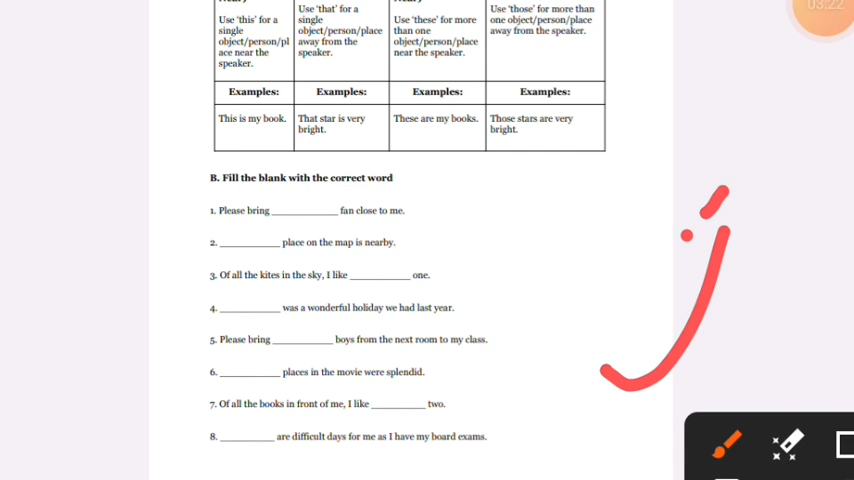 03:22
Use 'this' for a single object/person/pl ace near the speaker.
Use 'that' for a single object/person/place away from the speaker.
Use 'these' for more than one object/person/place near the speaker.
Use 'those' for more than one object/person/place away from the speaker.
Examples: Examples: Examples: Examples:
This is my book.
That star is very bright.
These are my books.
Those stars are very bright.
B. Fill the blank with the correct word
1. Please bring ____________ fan close to me.
2. ___________ place on the map is nearby.
3. Of all the kites in the sky, I like ___________ one.
4. ___________ was a wonderful holiday we had last year.
5. Please bring ___________ boys from the next room to my class.
6. ___________ places in the movie were splendid.
7. Of all the books in front of me, I like __________ two.
8. __________ are difficult days for me as I have my board exams.